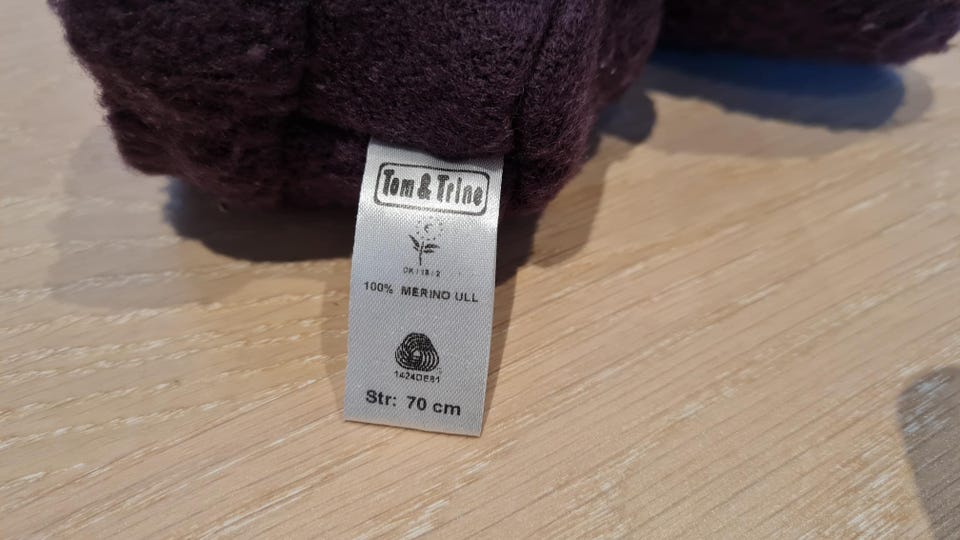 Tom & Trine
DK/18/2
100% MERINO ULL
1424DE81
Str: 70 cm